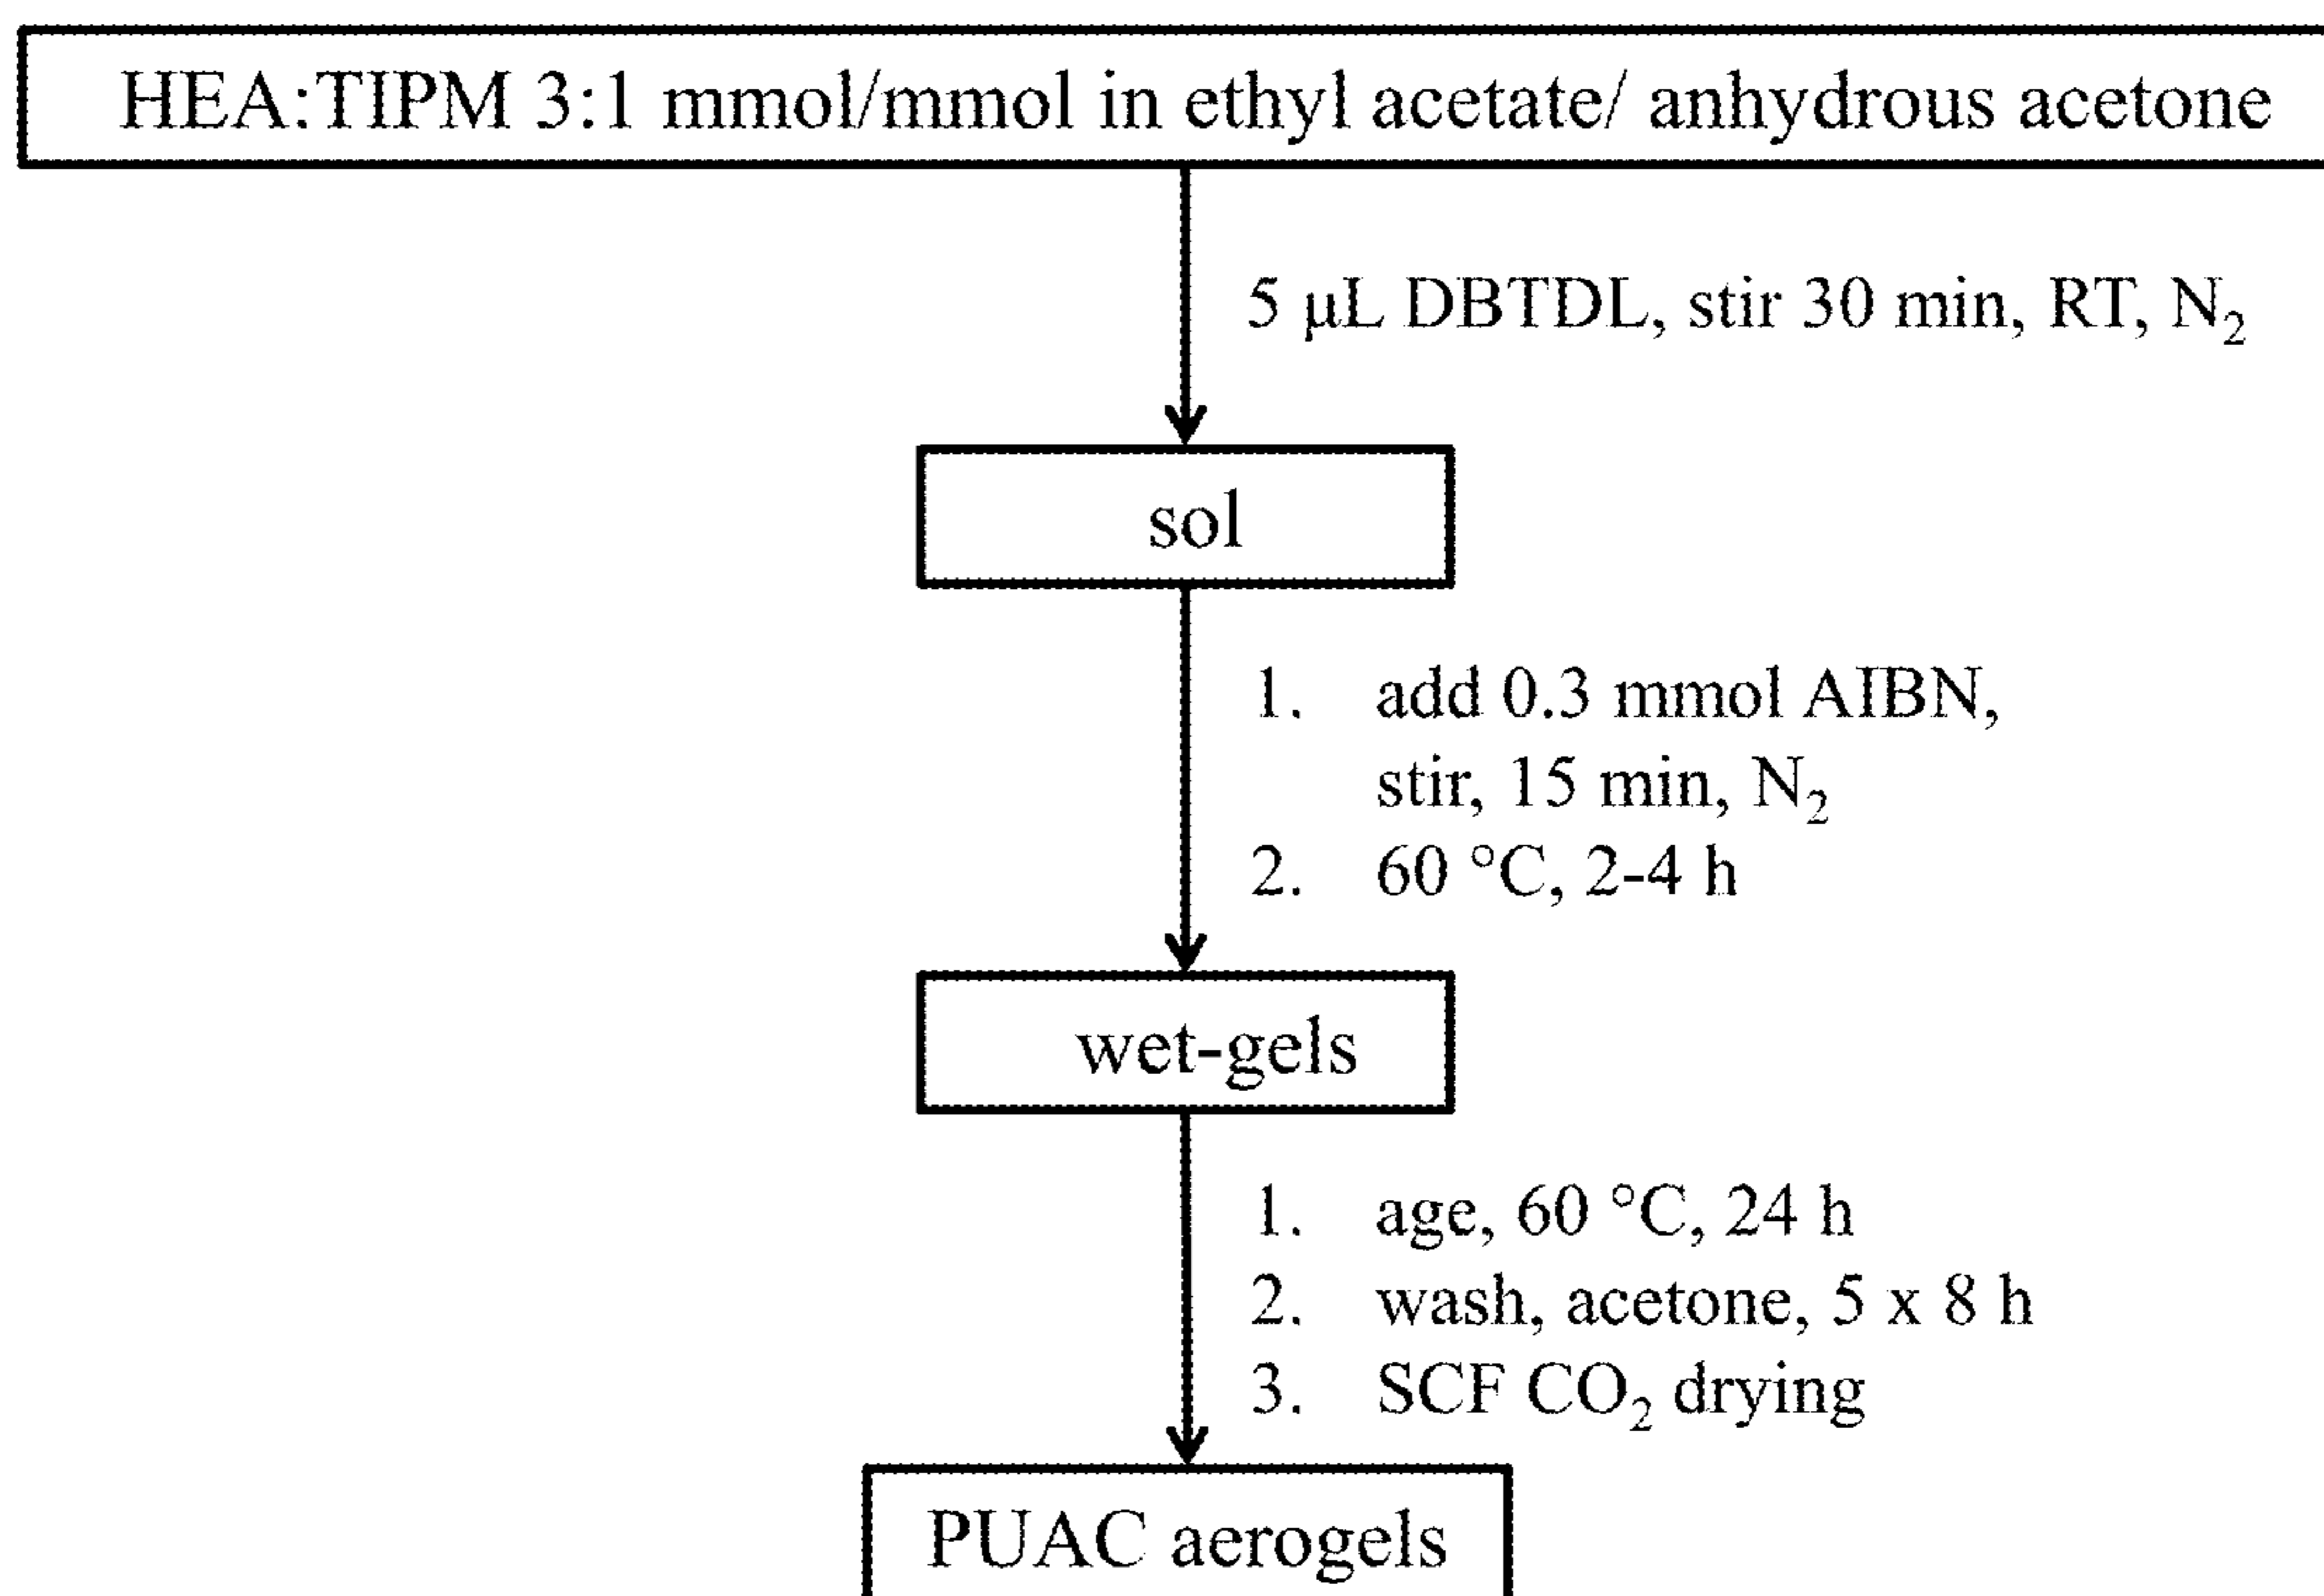 HEA:TIPM 3:1 mmol/mmol in ethyl acetate/ anhydrous acetone
5 μL DBTDL, stir 30 min, RT, N₂
sol
1. add 0.3 mmol AIBN,
stir, 15 min, N₂
2. 60 °C, 2-4 h
wet-gels
1. age, 60 °C, 24 h
2. wash, acetone, 5 x 8 h
3. SCF CO₂ drying
PUAC aerogels